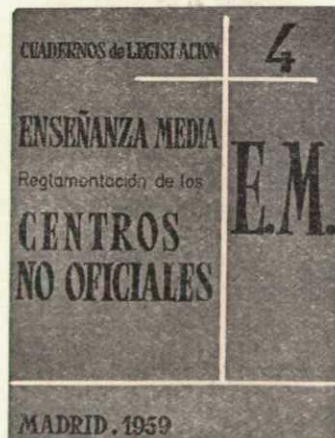 CUADERNOS de LEGISLACION
4
ENSEÑANZA MEDIA
E.M.
Reglamentación de los
CENTROS
NO OFICIALES
MADRID. 1959